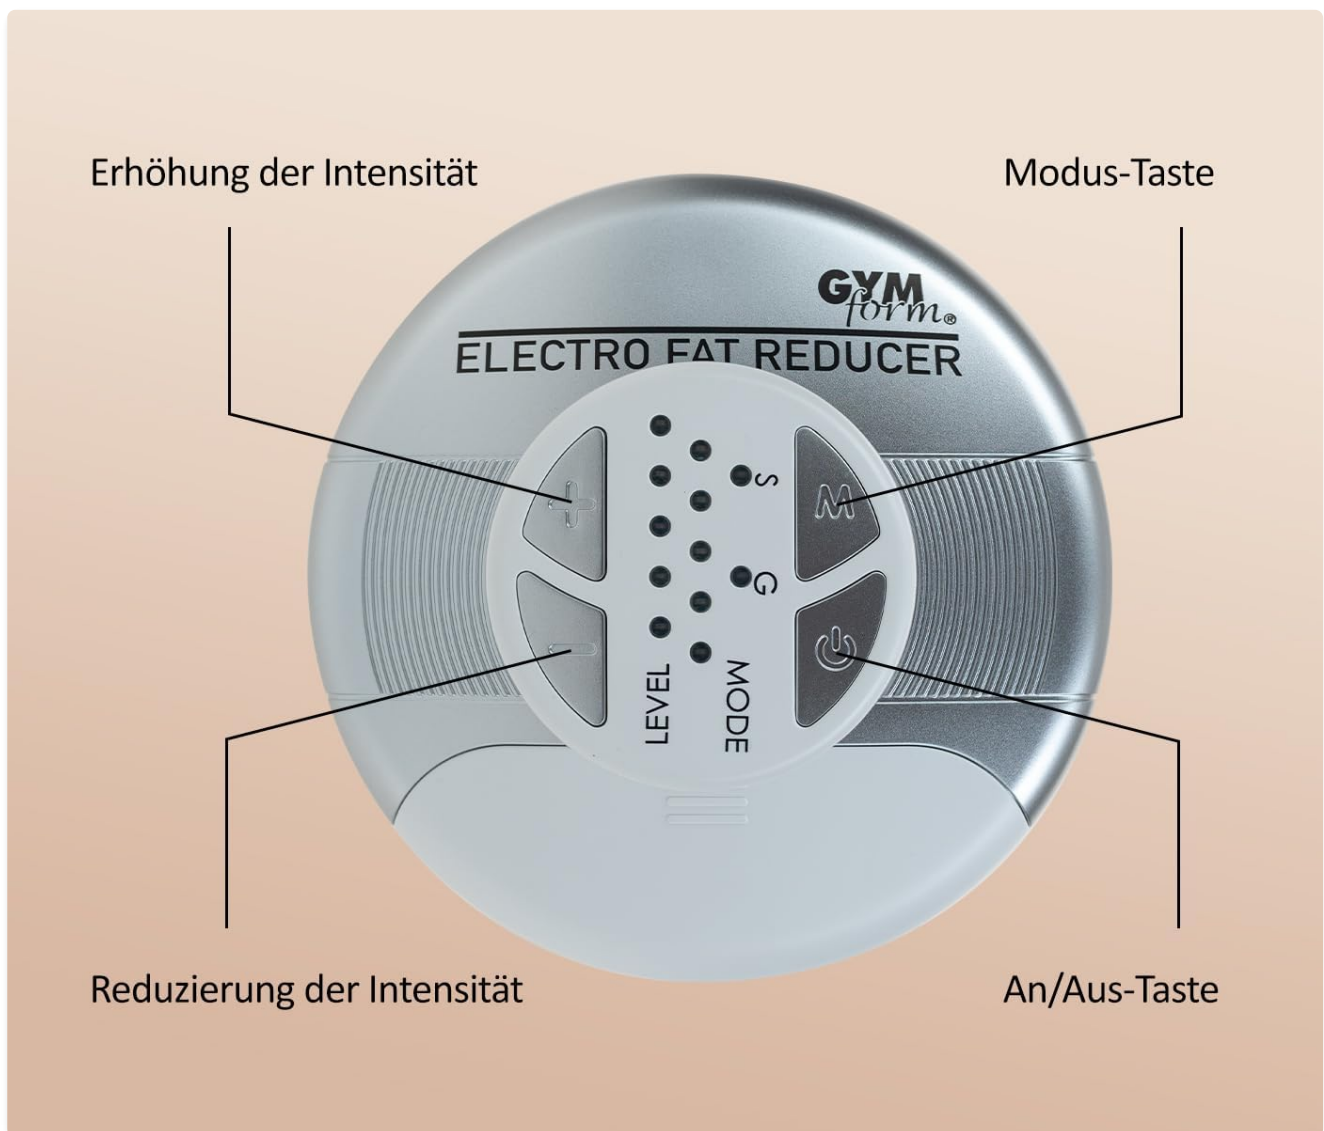 Erhöhung der Intensität
Modus-Taste
GYM
form®
ELECTRO FAT REDUCER
S
M
G
LEVEL
MODE
Reduzierung der Intensität
An/Aus-Taste